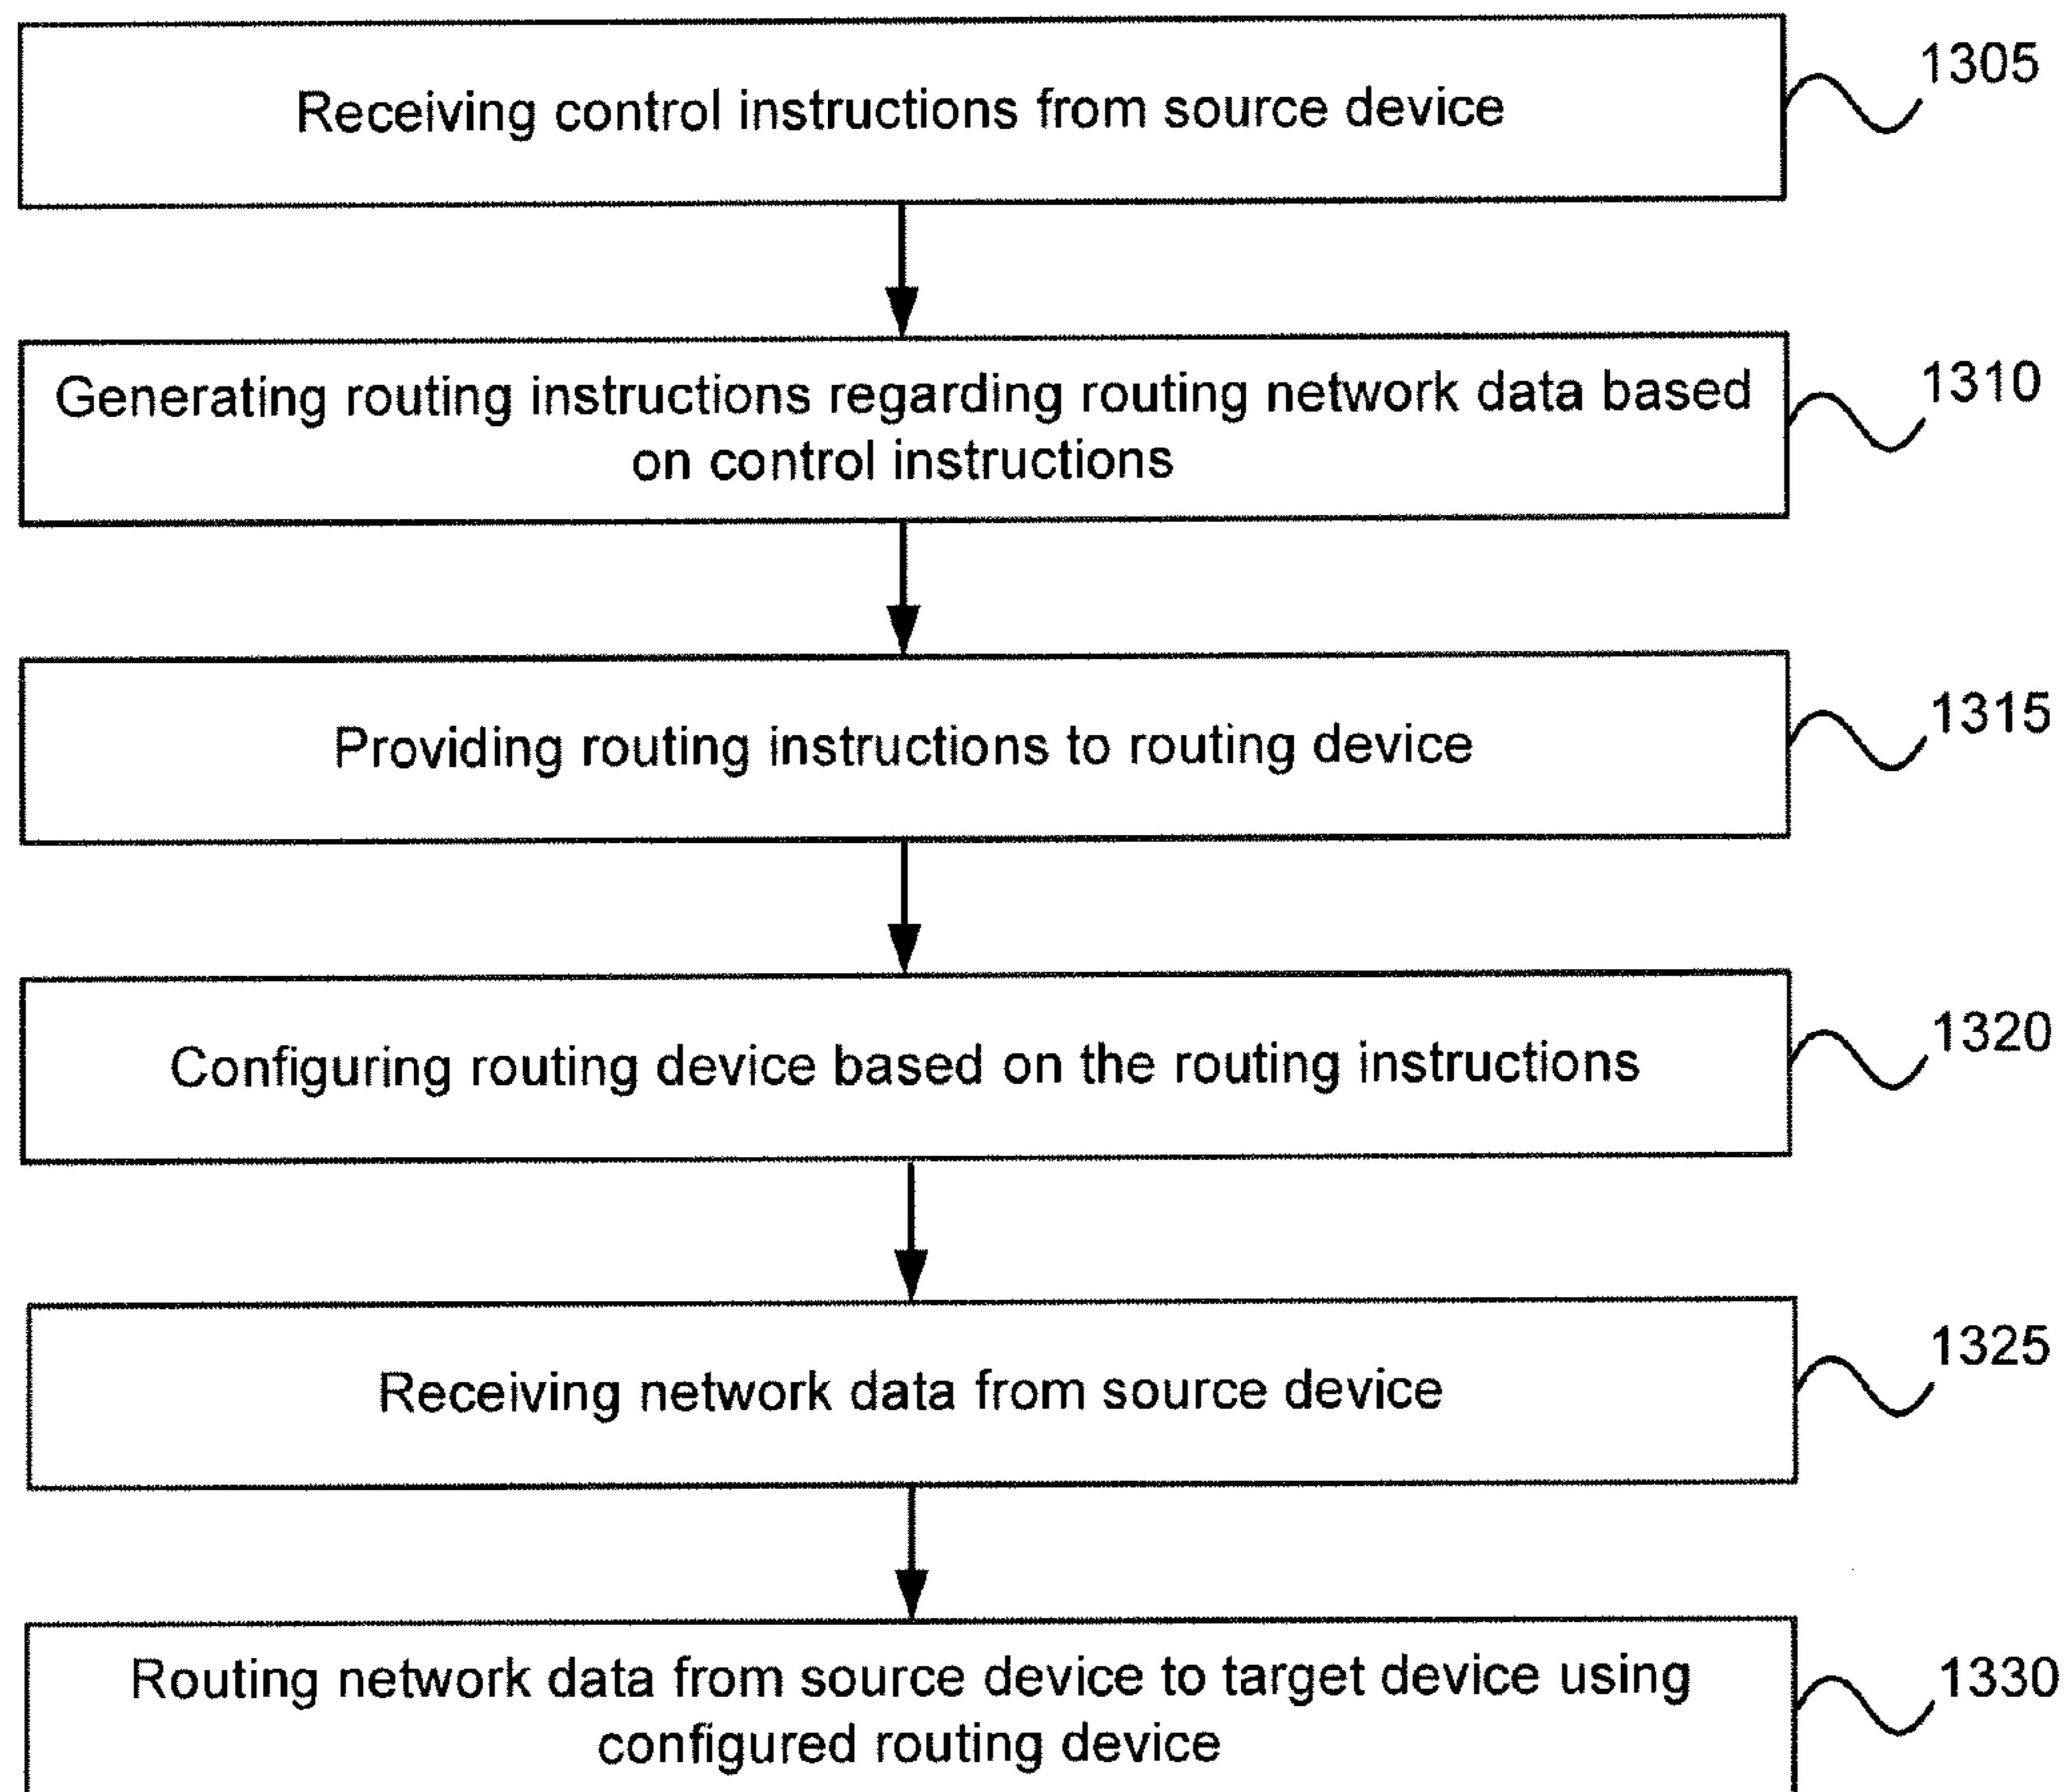 Receiving control instructions from source device
1305
Generating routing instructions regarding routing network data based
on control instructions
1310
Providing routing instructions to routing device
1315
Configuring routing device based on the routing instructions
1320
Receiving network data from source device
1325
Routing network data from source device to target device using
configured routing device
1330